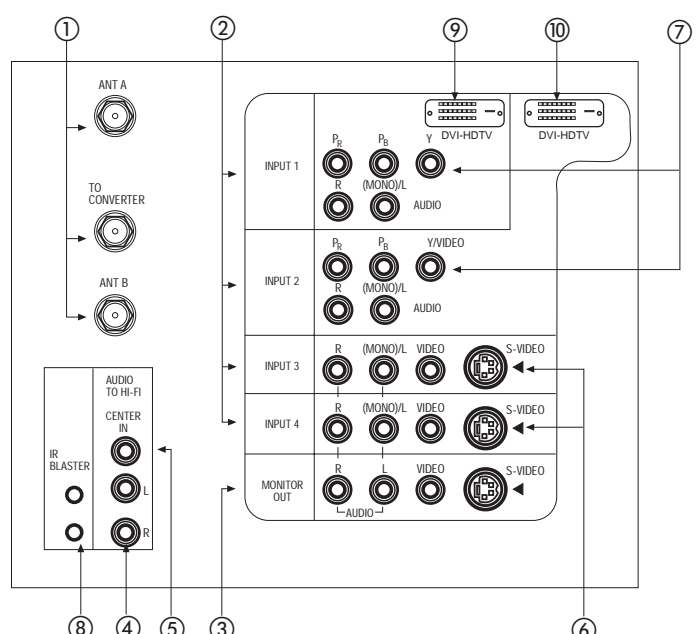 ① ② ⑨ ⑩ ⑦
ANT A
TO
CONVERTER
ANT B
DVI-HDTV
DVI-HDTV
INPUT 1
PR PB Y
R (MONO)/L AUDIO
INPUT 2
PR PB Y/VIDEO
R (MONO)/L AUDIO
INPUT 3
R (MONO)/L VIDEO S-VIDEO
INPUT 4
R (MONO)/L VIDEO S-VIDEO
MONITOR
OUT
R L VIDEO S-VIDEO
AUDIO
AUDIO
TO HI-FI
CENTER
IN
IR
BLASTER
L
R
⑧ ④ ⑤ ③ ⑥